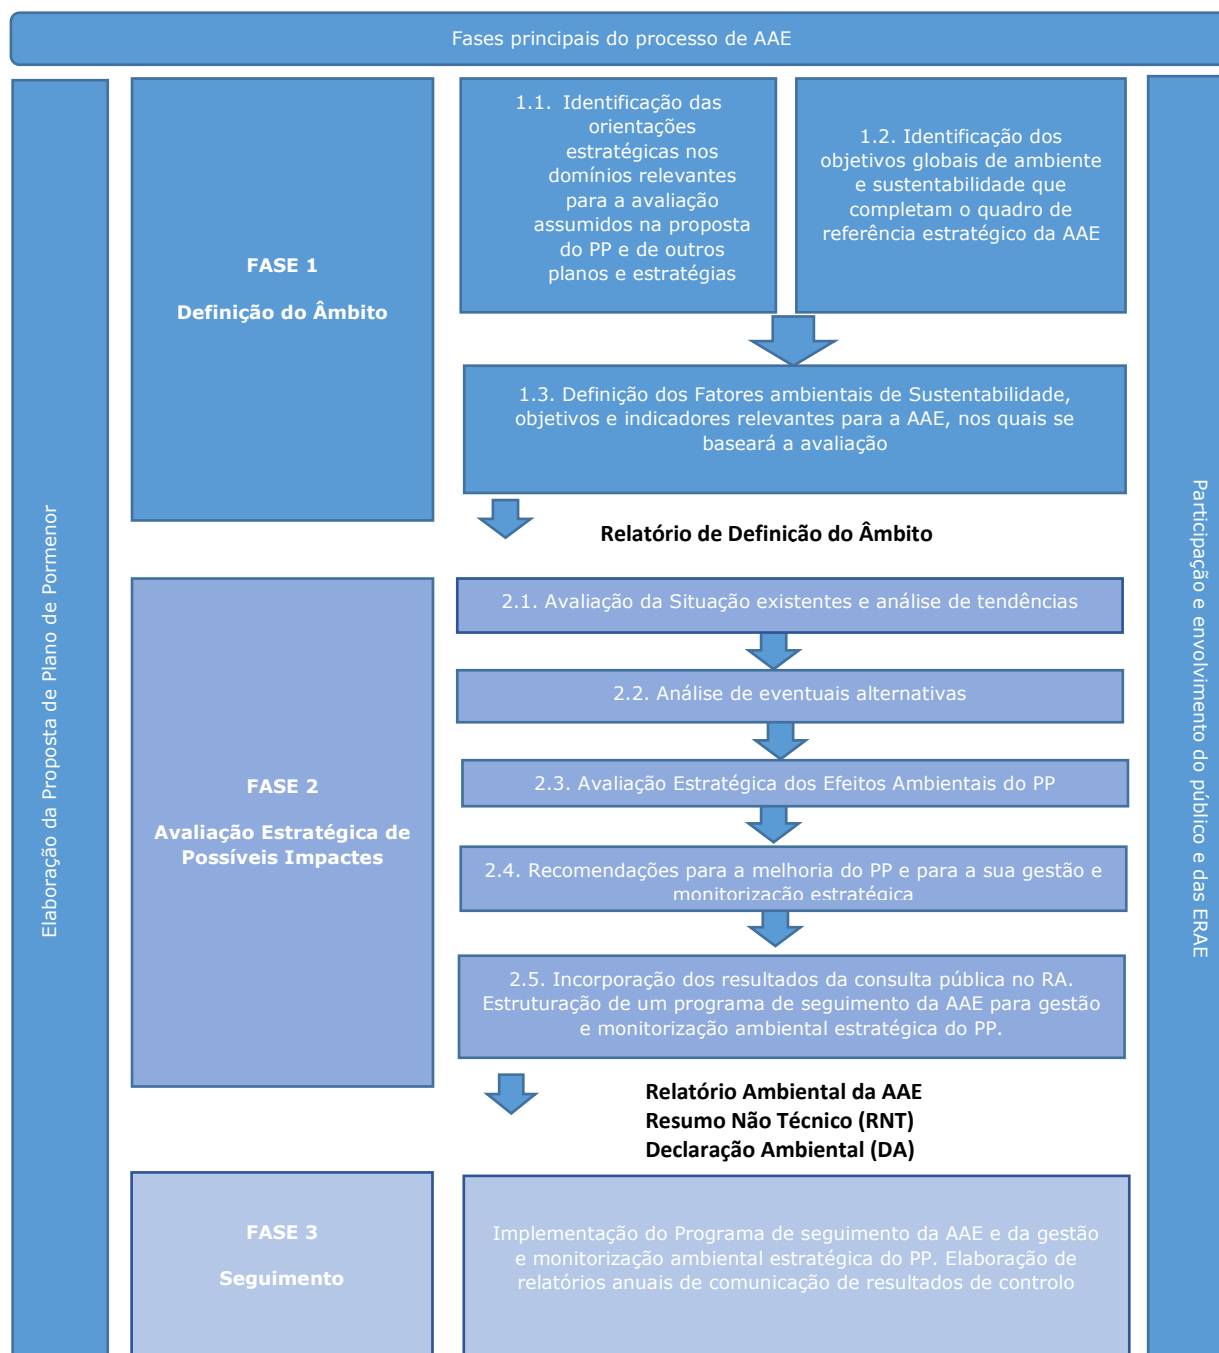 Fases principais do processo de AAE
Elaboração da Proposta de Plano de Pormenor
FASE 1
Definição do Âmbito
1.1. Identificação das
orientações
estratégicas nos
domínios relevantes
para a avaliação
assumidos na proposta
do PP e de outros
planos e estratégias
1.2. Identificação dos
objetivos globais de ambiente
e sustentabilidade que
completam o quadro de
referência estratégico da AAE
1.3. Definição dos Fatores ambientais de Sustentabilidade,
objetivos e indicadores relevantes para a AAE, nos quais se
baseará a avaliação
Relatório de Definicão do Âmbito
FASE 2
Avaliação Estratégica de
Possíveis Impactes
2.1. Avaliação da Situação existentes e análise de tendências
2.2. Análise de eventuais alternativas
2.3. Avaliação Estratégica dos Efeitos Ambientais do PP
2.4. Recomendações para a melhoria do PP e para a sua gestão e
monitorização estratégica
2.5. Incorporação dos resultados da consulta pública no RA.
Estruturação de um programa de seguimento da AAE para gestão
e monitorização ambiental estratégica do PP.
Relatório Ambiental da AAE
Resumo Não Técnico (RNT)
Declaração Ambiental (DA)
FASE 3
Seguimento
Implementação do Programa de seguimento da AAE e da gestão
e monitorização ambiental estratégica do PP. Elaboração de
relatórios anuais de comunicação de resultados de controlo
Participação e envolvimento do público e das ERAE